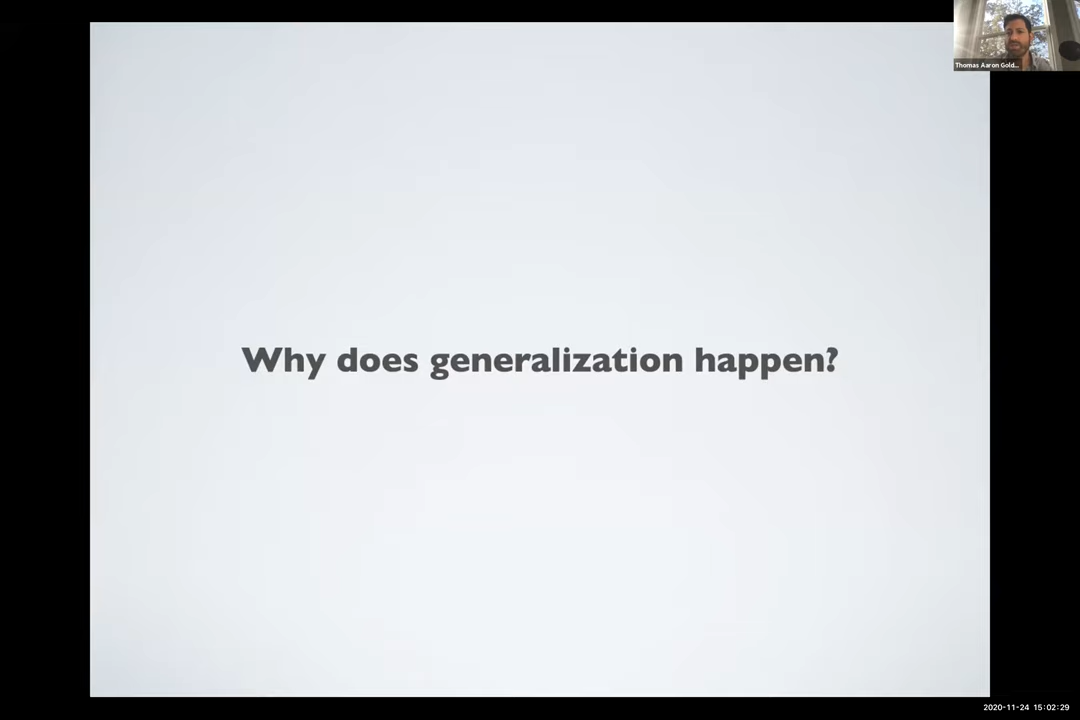 Thomas Aaron Gold...
Why does generalization happen?
2020-11-24 15:02:29